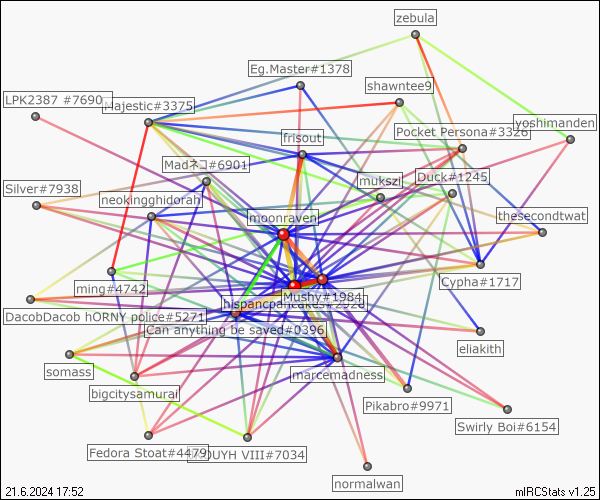 zebula
Eg.Master#1378
shawntee9
LPK2387 #7690
Majestic#3375
yoshimanden
Pocket Persona#3326
frisout
Madネコ#6901
mukszl
Duck#1245
Silver#7938
neokingghidorah
moonraven
thesecondtwat
ming#4742
Cypha#1717
Mushy#1984
DacobDacob hORNY police#5271
Can anything be saved#0396
eliakith
somass
marcemadness
bigcitysamurai
Pikabro#9971
Swirly Boi#6154
Fedora Stoat#4479
DUYH VIII#7034
normalwan
21.6.2024 17:52
mIRCStats v1.25